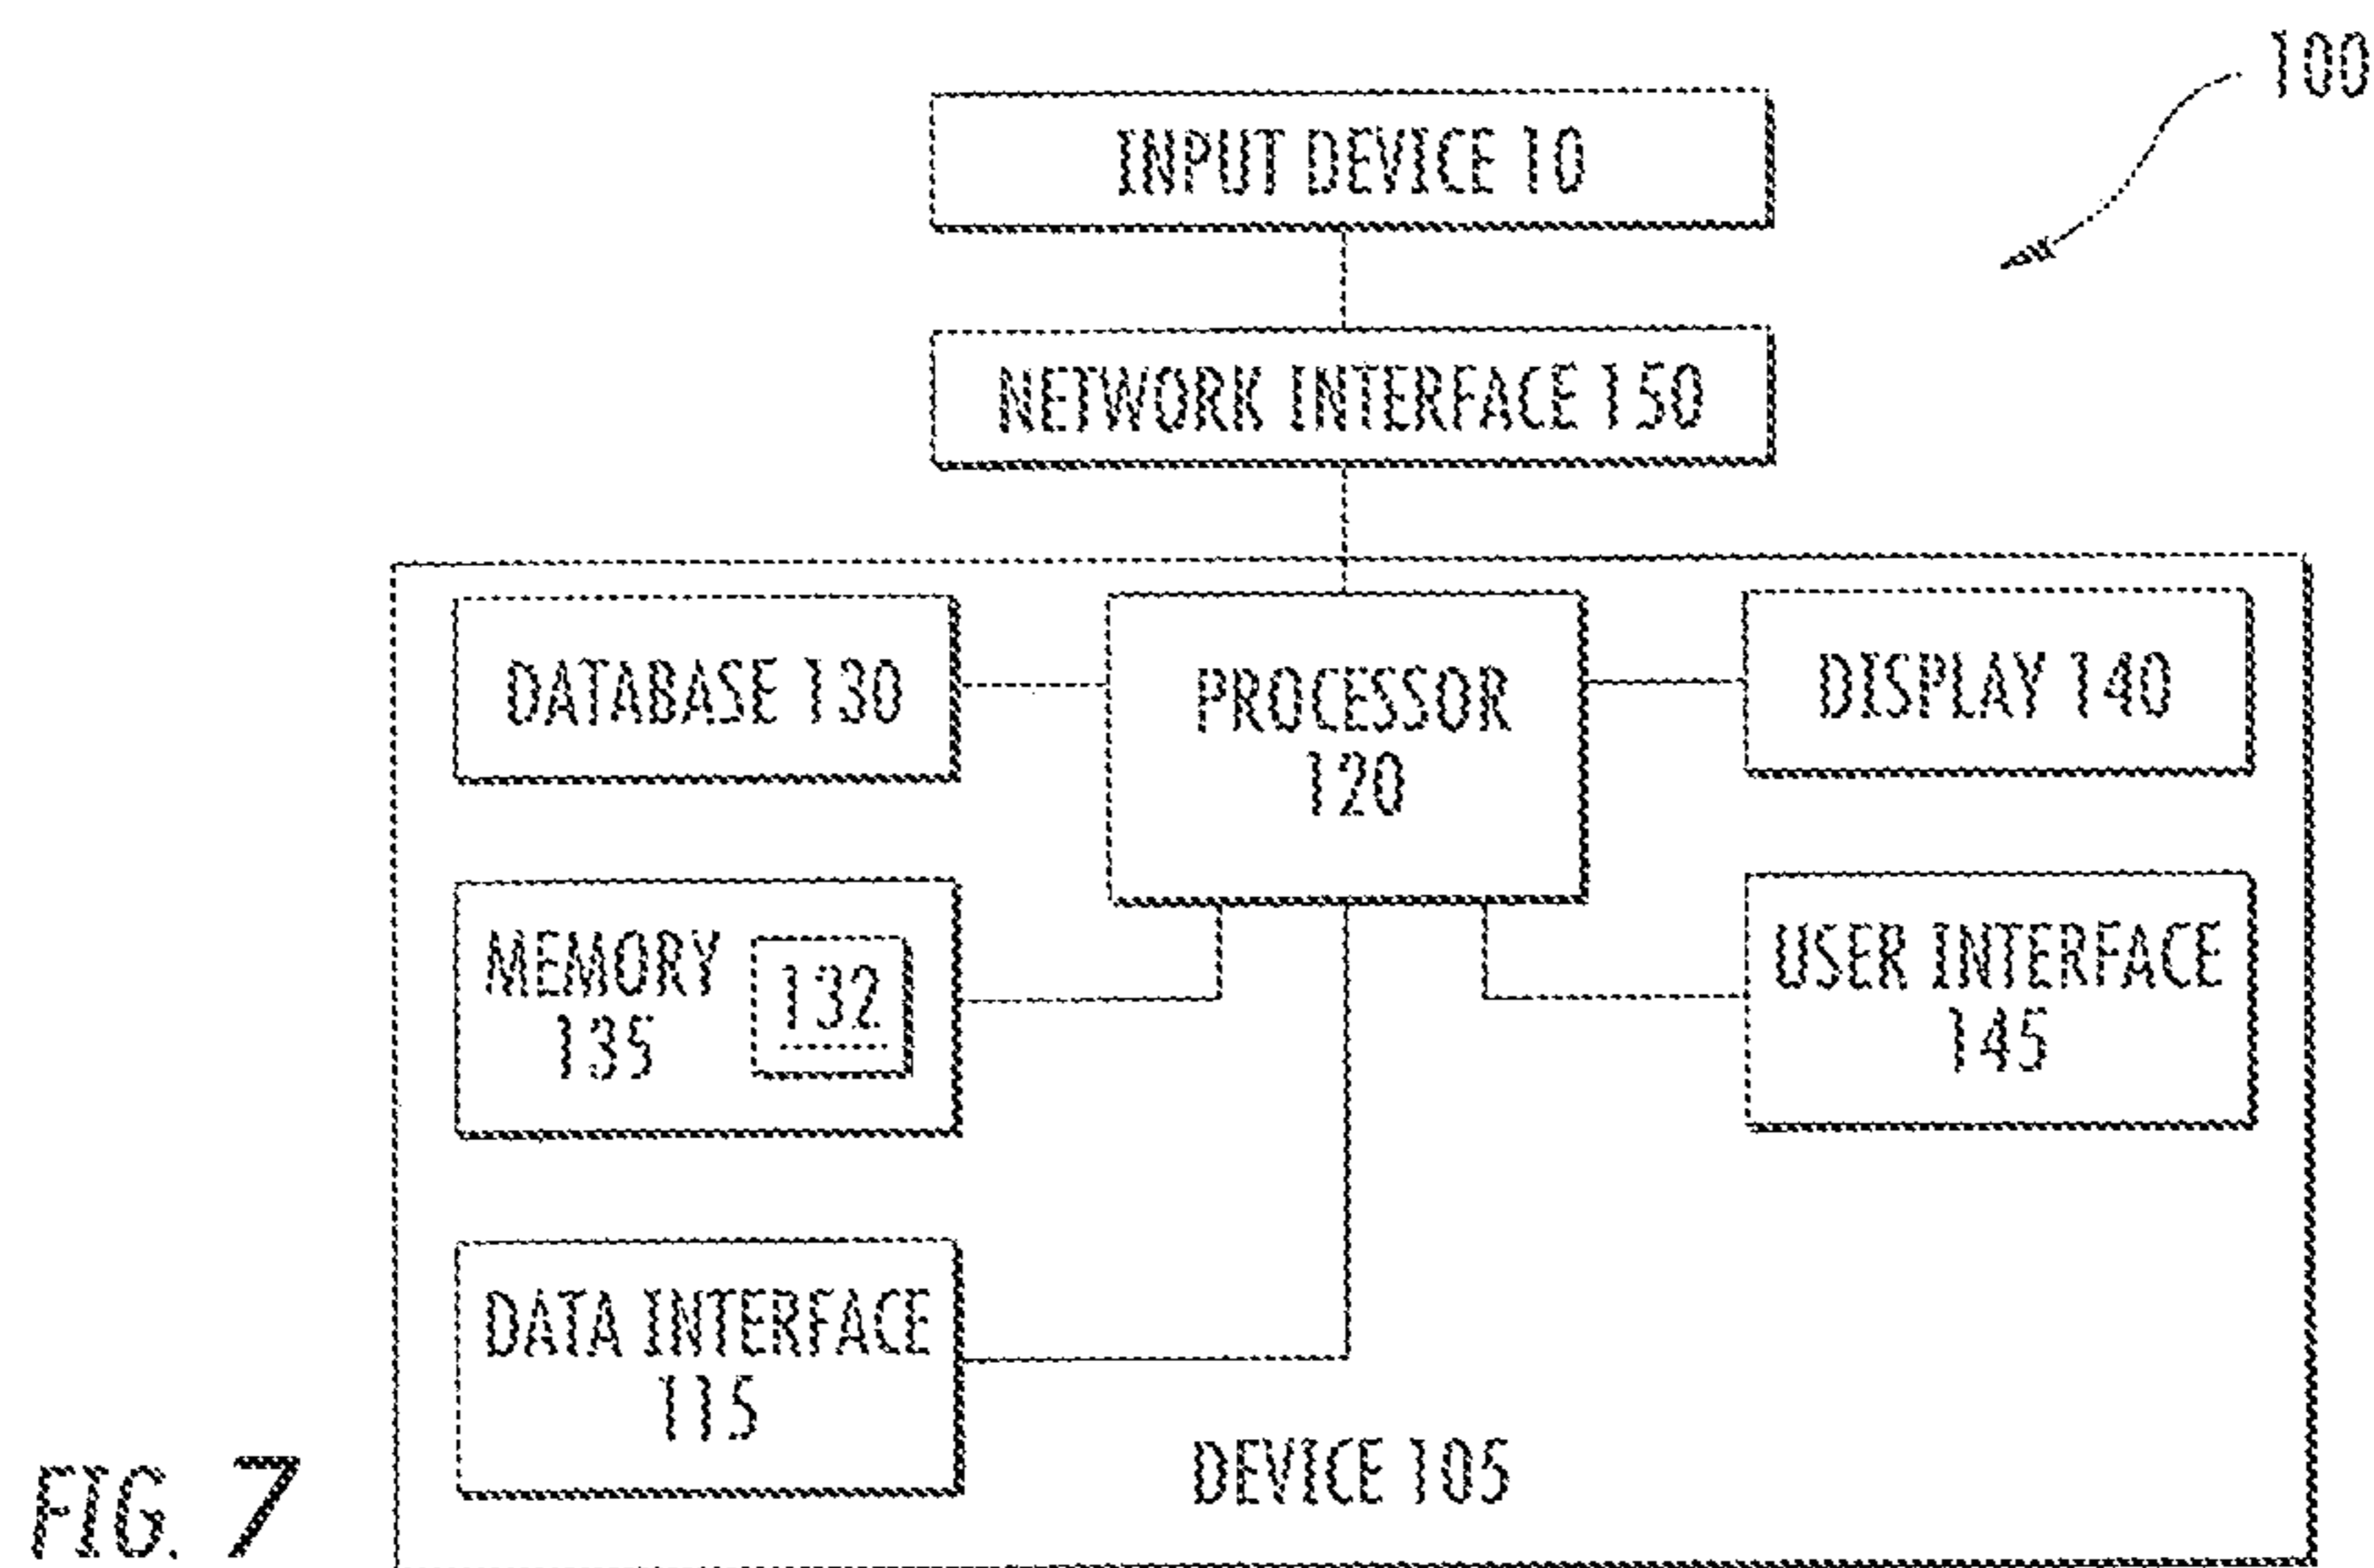 100
INPUT DEVICE 10
NETWORK INTERFACE 150
DATABASE 130
PROCESSOR
120
DISPLAY 140
MEMORY
135
132
USER INTERFACE
145
DATA INTERFACE
115
DEVICE 105
FIG. 7